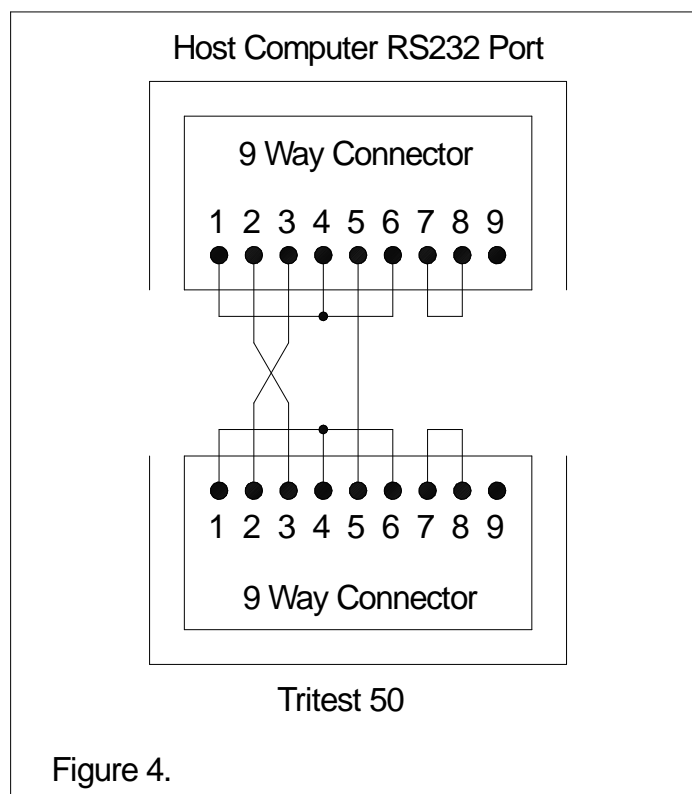 Host Computer RS232 Port
9 Way Connector
1 2 3 4 5 6 7 8 9
1 2 3 4 5 6 7 8 9
9 Way Connector
Tritest 50
Figure 4.